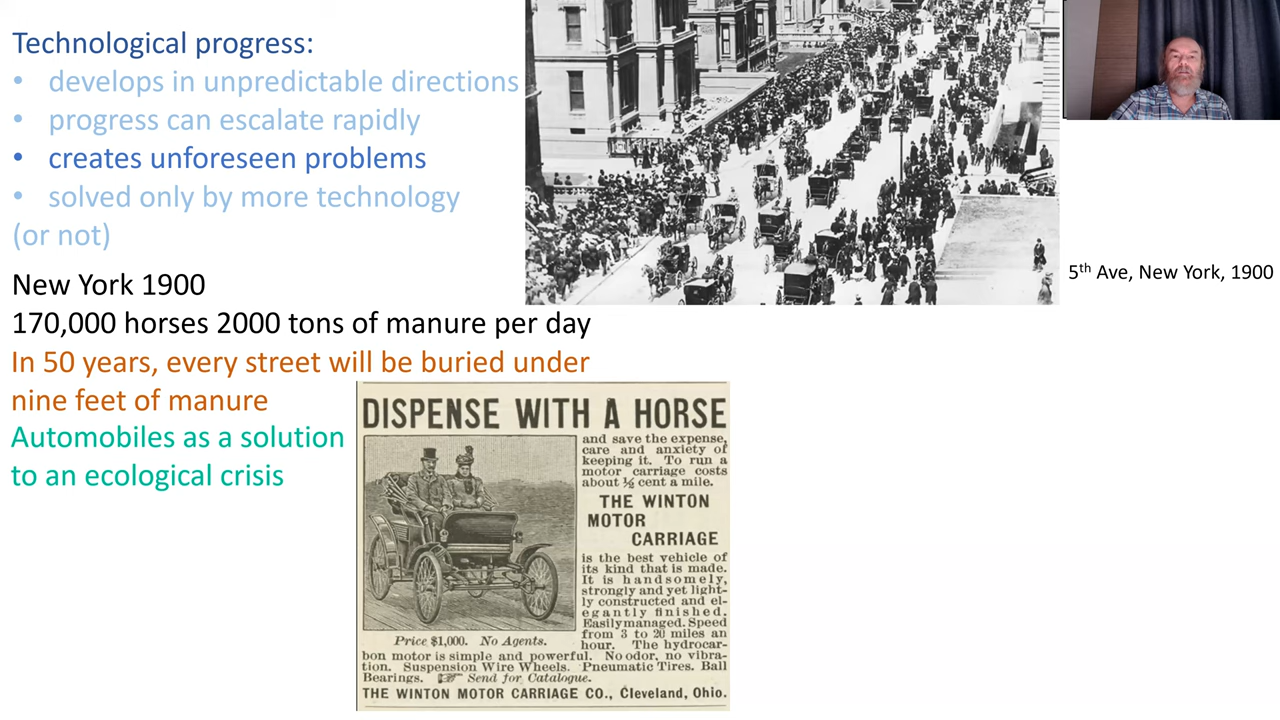 Technological progress:
• develops in unpredictable directions
• progress can escalate rapidly
• creates unforeseen problems
• solved only by more technology
(or not)
New York 1900
170,000 horses 2000 tons of manure per day
In 50 years, every street will be buried under
nine feet of manure
Automobiles as a solution
to an ecological crisis
5th Ave, New York, 1900
DISPENSE WITH A HORSE
and save the expense,
care and anxiety of
keeping it. To run a
motor carriage costs
about ½ cent a mile.
THE WINTON
MOTOR
CARRIAGE
is the best vehicle of
its kind that is made.
It is handsomely,
strongly and yet light-
ly constructed and el-
egantly finished.
Easily managed. Speed
from 3 to 20 miles an
hour. The hydrocar-
Price $1,000. No Agents.
bon motor is simple and powerful. No odor, no vibra-
tion. Suspension Wire Wheels. Pneumatic Tires. Ball
Bearings. ☞ Send for Catalogue.
THE WINTON MOTOR CARRIAGE CO., Cleveland, Ohio.